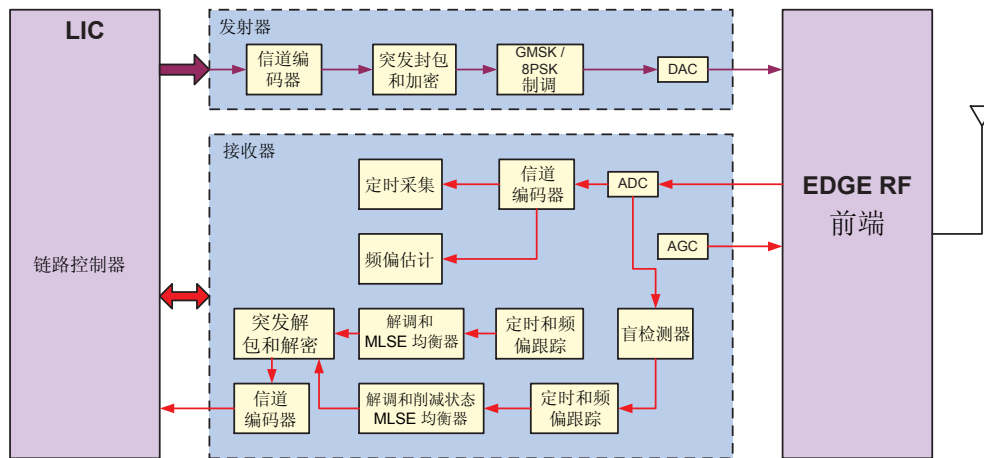 LIC
链路控制器
发射器
信道编
码器
突发封包
和加密
GMSK /
8PSK
制调
DAC
接收器
定时采集
信道
编码器
ADC
AGC
频偏估计
突发解
包和解密
解调和
MLSE 均衡器
定时和频
偏跟踪
盲检测器
信道
编码器
解调和削减状态
MLSE 均衡器
定时和频
偏跟踪
EDGE RF
前端